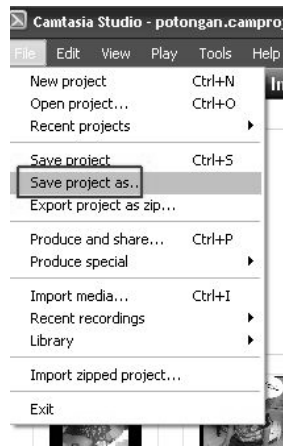 Camtasia Studio - potongan.camproj
File Edit View Play Tools Help
New project Ctrl+N
Open project... Ctrl+O
Recent projects
Save project Ctrl+S
Save project as..
Export project as zip...
Produce and share... Ctrl+P
Produce special
Import media... Ctrl+I
Recent recordings
Library
Import zipped project...
Exit